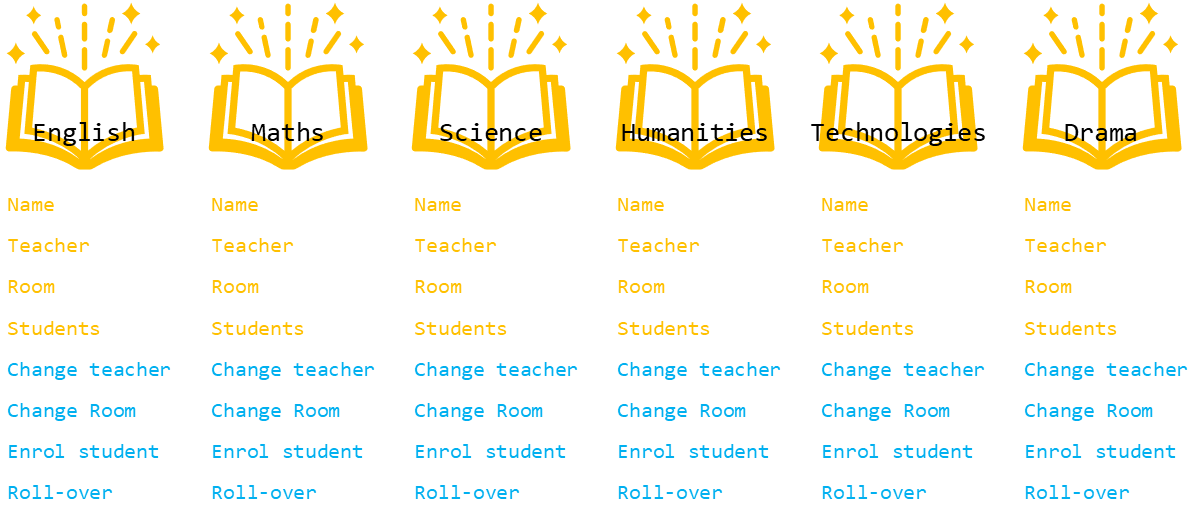 English Maths Science Humanities Technologies Drama
Name Name Name Name Name Name
Teacher Teacher Teacher Teacher Teacher Teacher
Room Room Room Room Room Room
Students Students Students Students Students Students
Change teacher Change teacher Change teacher Change teacher Change teacher Change teacher
Change Room Change Room Change Room Change Room Change Room Change Room
Enrol student Enrol student Enrol student Enrol student Enrol student Enrol student
Roll-over Roll-over Roll-over Roll-over Roll-over Roll-over